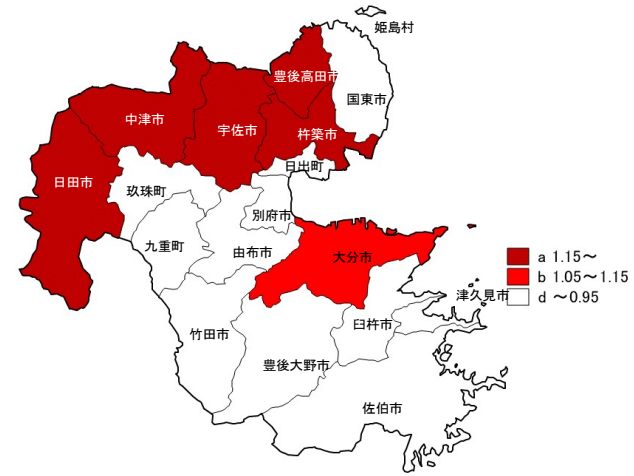 姫島村
豊後高田市
国東市
中津市
宇佐市
杵築市
日出町
日田市
玖珠町
別府市
九重町
由布市
大分市
a 1.15～
b 1.05～1.15
d ～0.95
津久見市
臼杵市
竹田市
豊後大野市
佐伯市